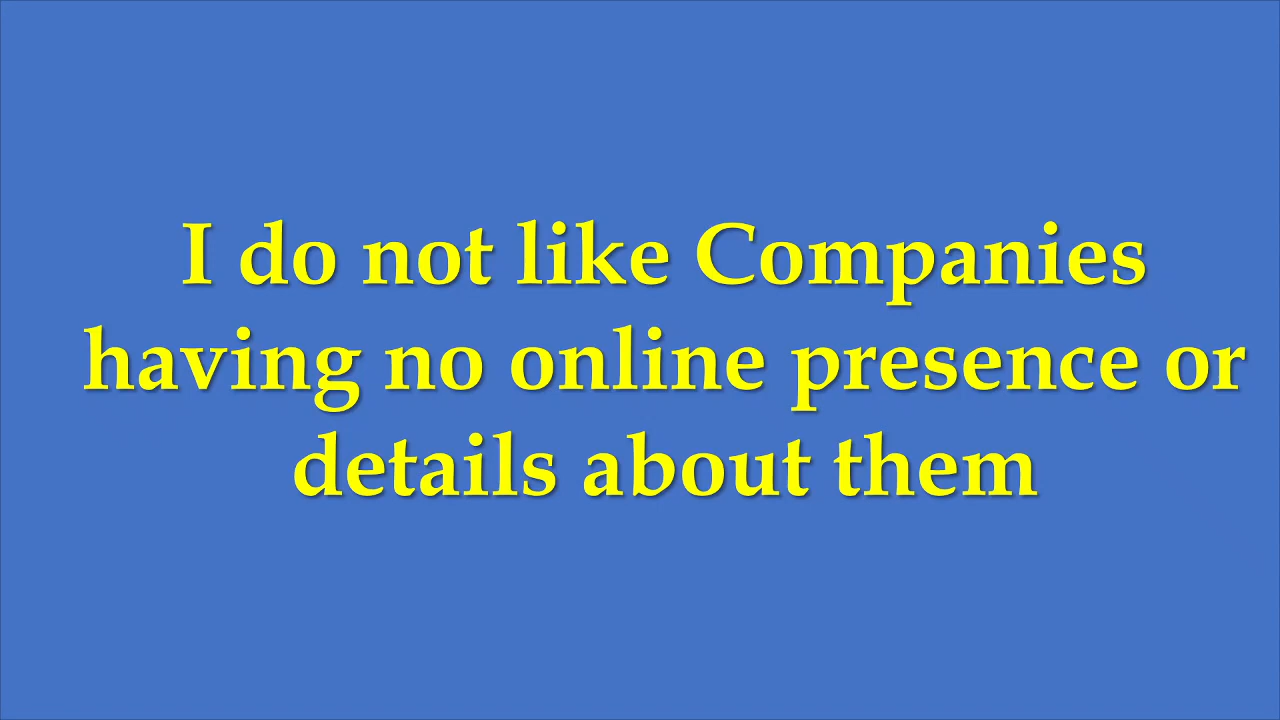 I do not like Companies
having no online presence or
details about them